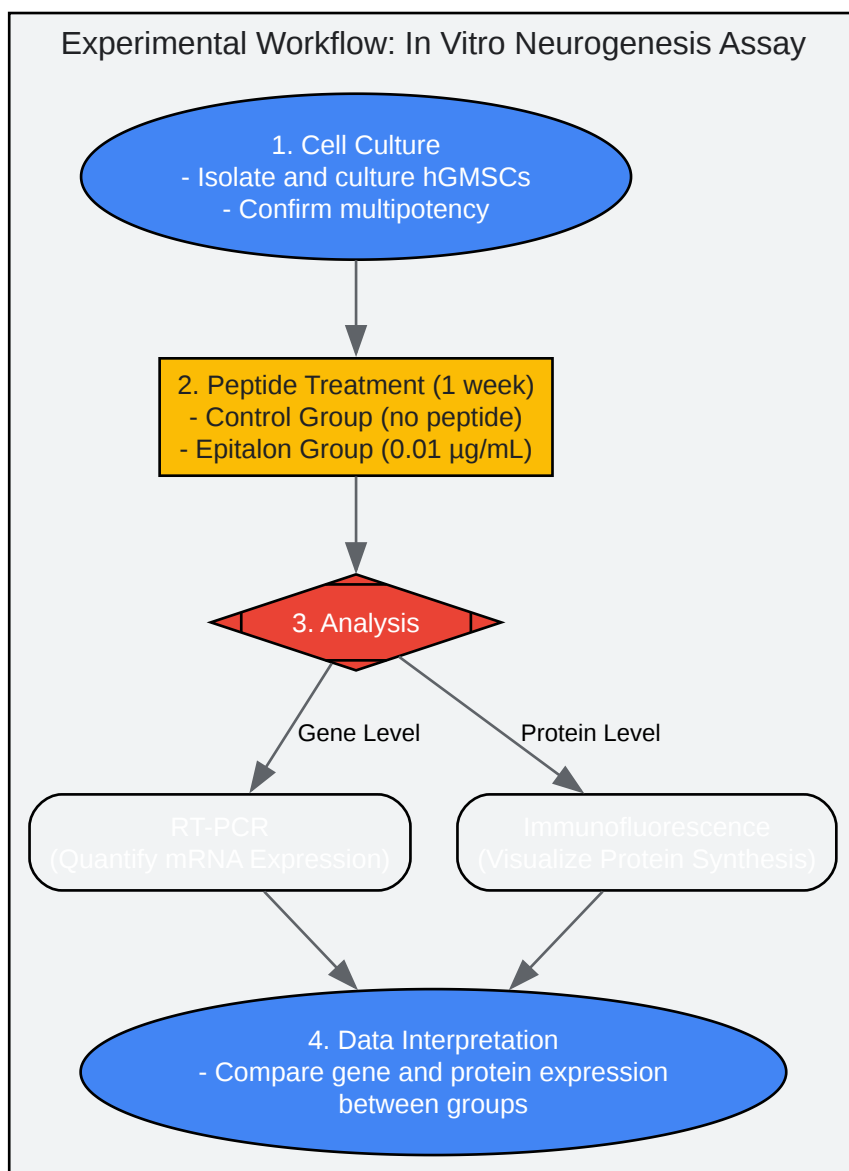 Experimental Workflow: In Vitro Neurogenesis Assay
1. Cell Culture
- Isolate and culture hGMSCs
- Confirm multipotency
2. Peptide Treatment (1 week)
- Control Group (no peptide)
- Epitalon Group (0.01 µg/mL)
3. Analysis
Gene Level
Protein Level
RT-PCR
(Quantify mRNA Expression)
Immunofluorescence
(Visualize Protein Synthesis)
4. Data Interpretation
- Compare gene and protein expression
between groups